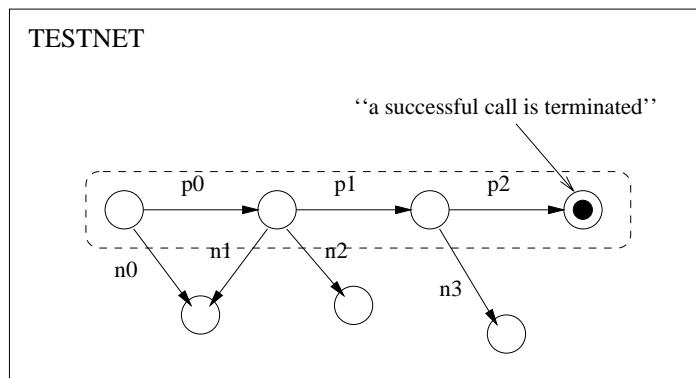 TESTNET
‘‘a successful call is terminated’’
p0
p1
p2
n0
n1
n2
n3